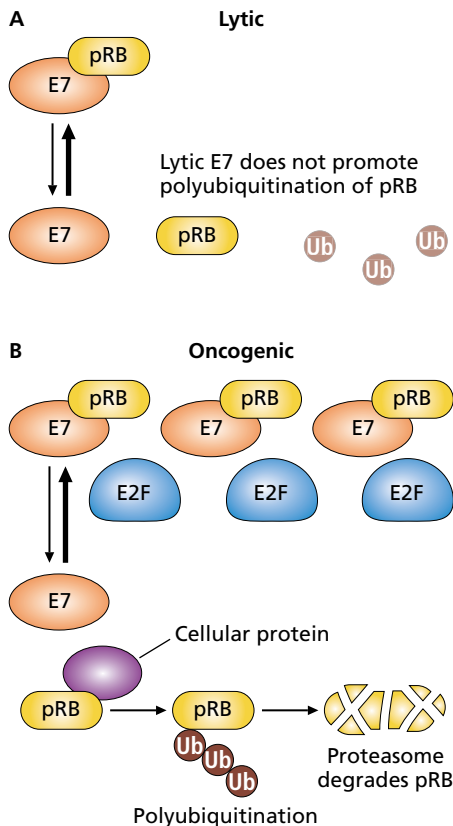 A Lytic
pRB
E7
Lytic E7 does not promote
polyubiquitination of pRB
E7 pRB Ub Ub Ub
B Oncogenic
pRB pRB pRB
E7 E7 E7
E2F E2F E2F
E7
Cellular protein
pRB pRB
Ub
Ub
Ub
Proteasome
degrades pRB
Polyubiquitination